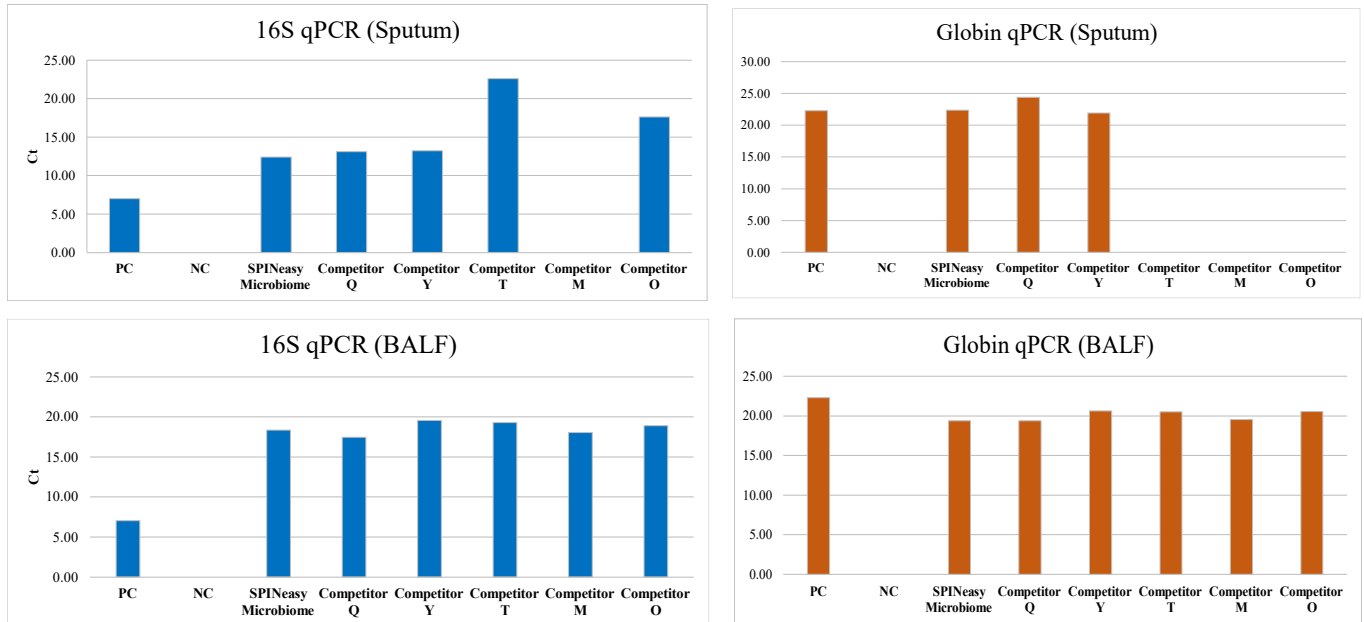 16S qPCR (Sputum)
25.00
20.00
15.00
10.00
5.00
0.00
Ct
PC
NC
SPINeasy
Microbiome
Competitor
Q
Competitor
Y
Competitor
T
Competitor
M
Competitor
O
Globin qPCR (Sputum)
30.00
25.00
20.00
15.00
10.00
5.00
0.00
PC
NC
SPINeasy
Microbiome
Competitor
Q
Competitor
Y
Competitor
T
Competitor
M
Competitor
O
16S qPCR (BALF)
25.00
20.00
15.00
10.00
5.00
0.00
Ct
PC
NC
SPINeasy
Microbiome
Competitor
Q
Competitor
Y
Competitor
T
Competitor
M
Competitor
O
Globin qPCR (BALF)
25.00
20.00
15.00
10.00
5.00
0.00
PC
NC
SPINeasy
Microbiome
Competitor
Q
Competitor
Y
Competitor
T
Competitor
M
Competitor
O